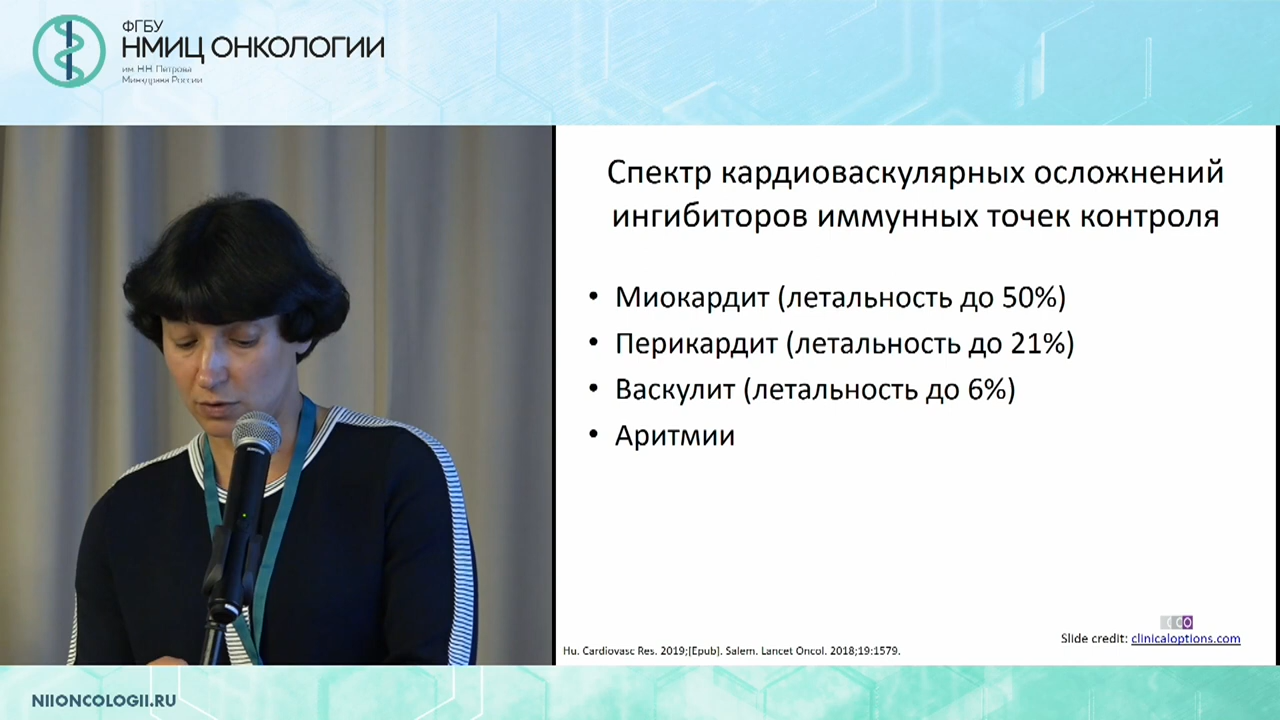 ФГБУ
НМИЦ ОНКОЛОГИИ
им. Н.Н. Петрова
Минздрава России
Спектр кардиоваскулярных осложнений
ингибиторов иммунных точек контроля
• Миокардит (летальность до 50%)
• Перикардит (летальность до 21%)
• Васкулит (летальность до 6%)
• Аритмии
CCO
Slide credit: clinicaloptions.com
Hu. Cardiovasc Res. 2019;[Epub]. Salem. Lancet Oncol. 2018;19:1579.
NIIONCOLOGII.RU